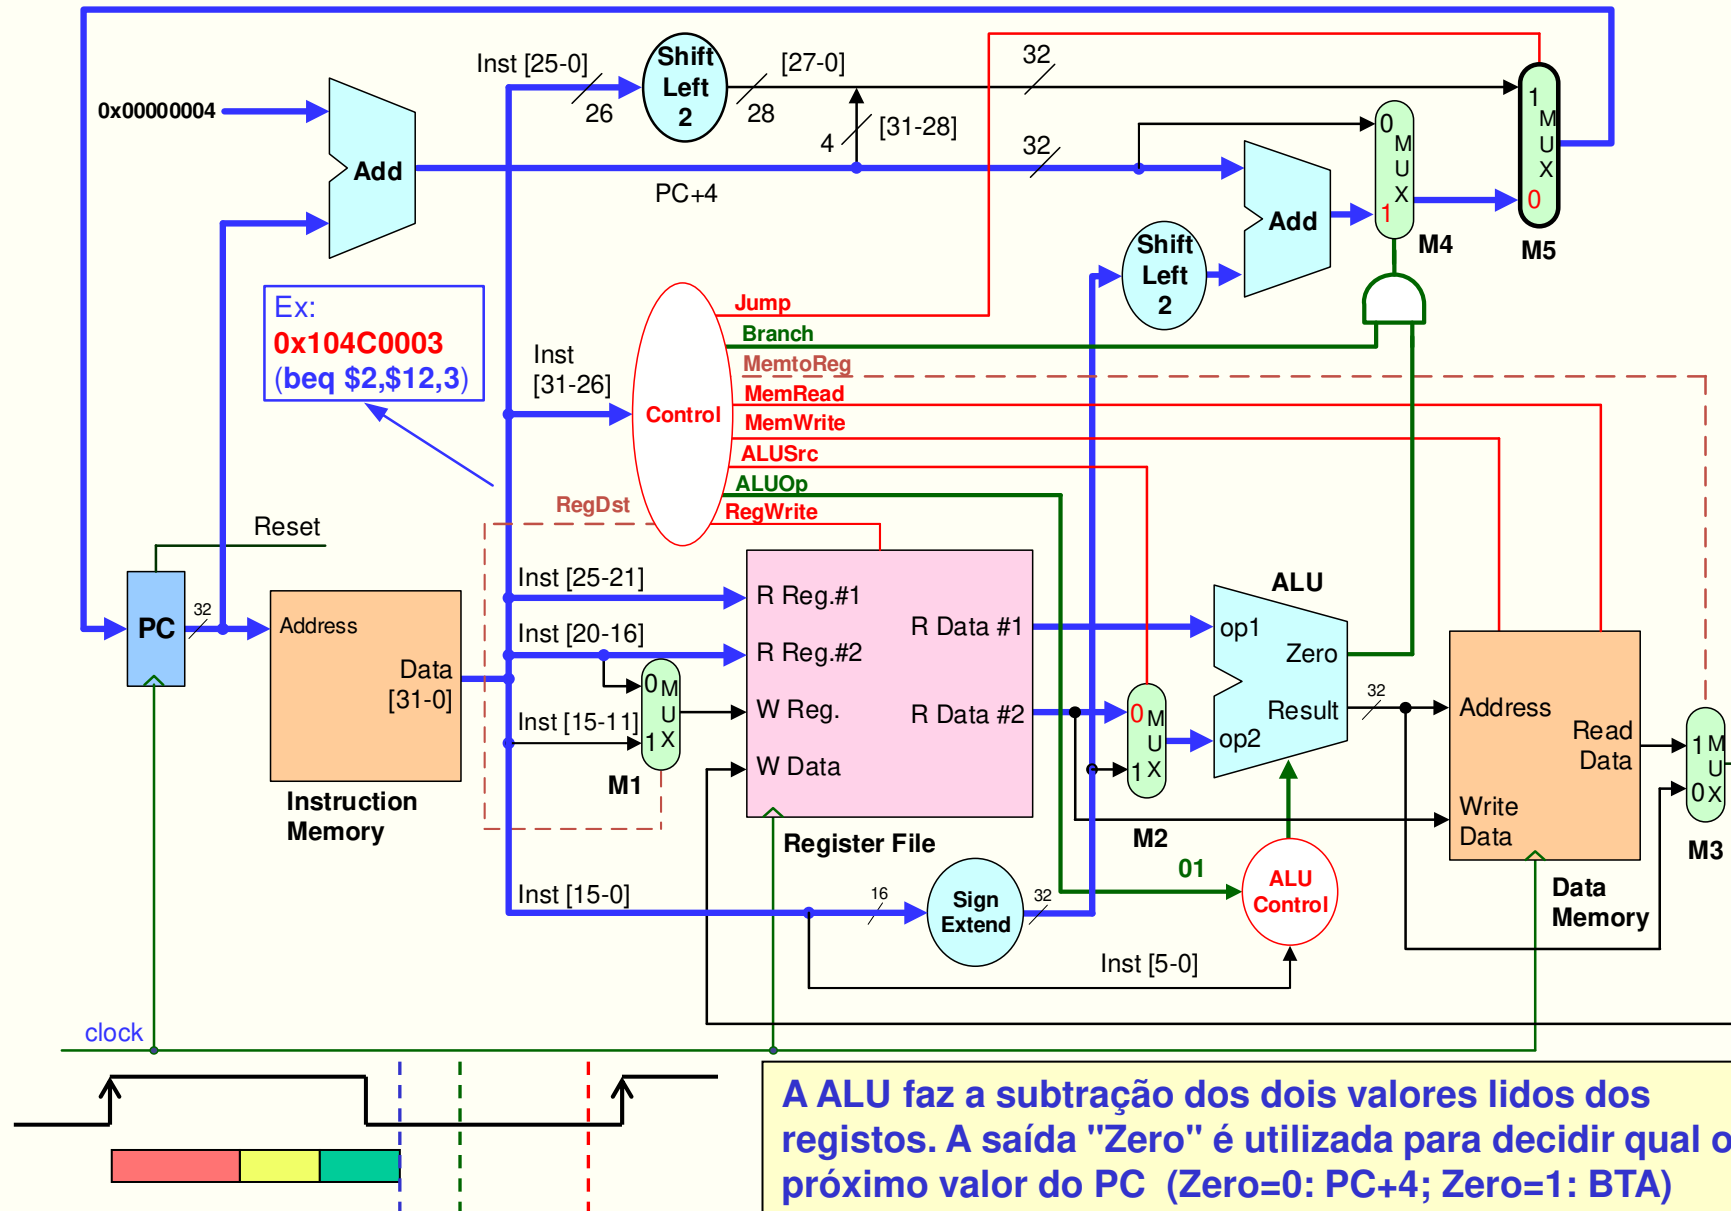 Inst [25-0]
26
Shift
Left
2
28
[27-0]
32
4
[31-28]
0x00000004
Add
PC+4
32
0
M
U
X
1
M4
1
M
U
X
0
M5
Add
Shift
Left
2
Ex:
0x104C0003
(beq $2,$12,3)
Inst
[31-26]
Control
Jump
Branch
MemtoReg
MemRead
MemWrite
ALUSrc
ALUOp
RegWrite
RegDst
Reset
PC
32
Address
Data
[31-0]
Instruction
Memory
Inst [25-21]
Inst [20-16]
Inst [15-11]
0
M
U
1
X
M1
R Reg.#1
R Reg.#2
W Reg.
W Data
R Data #1
R Data #2
Register File
0
M
U
1
X
M2
ALU
op1
op2
Zero
Result
32
Address
Read
Data
Write
Data
Data
Memory
1
M
U
0
X
M3
Inst [15-0]
16
Sign
Extend
32
01
ALU
Control
Inst [5-0]
clock
A ALU faz a subtração dos dois valores lidos dos
registos. A saída "Zero" é utilizada para decidir qual o
próximo valor do PC (Zero=0: PC+4; Zero=1: BTA)